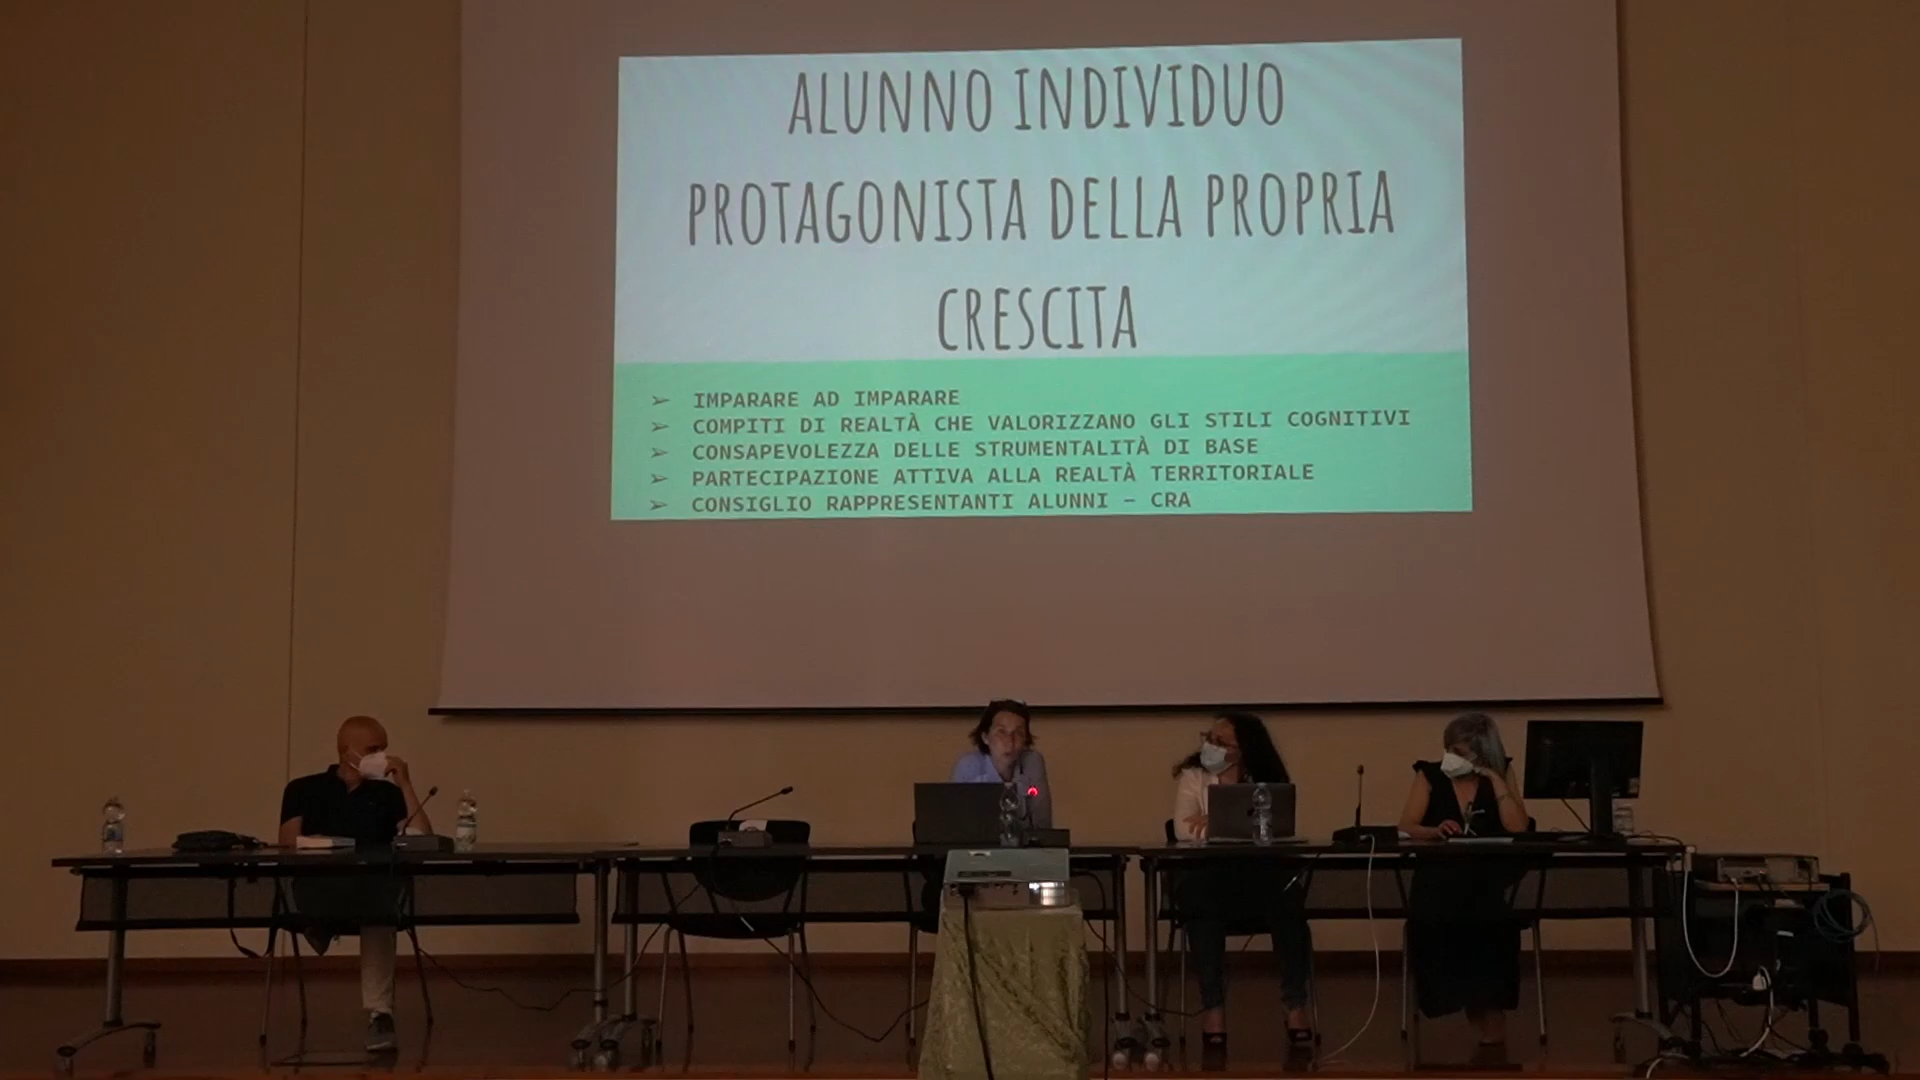 ALUNNO INDIVIDUO
PROTAGONISTA DELLA PROPRIA
CRESCITA
➢ IMPARARE AD IMPARARE
➢ COMPITI DI REALTÀ CHE VALORIZZANO GLI STILI COGNITIVI
➢ CONSAPEVOLEZZA DELLE STRUMENTALITÀ DI BASE
➢ PARTECIPAZIONE ATTIVA ALLA REALTÀ TERRITORIALE
➢ CONSIGLIO RAPPRESENTANTI ALUNNI – CRA